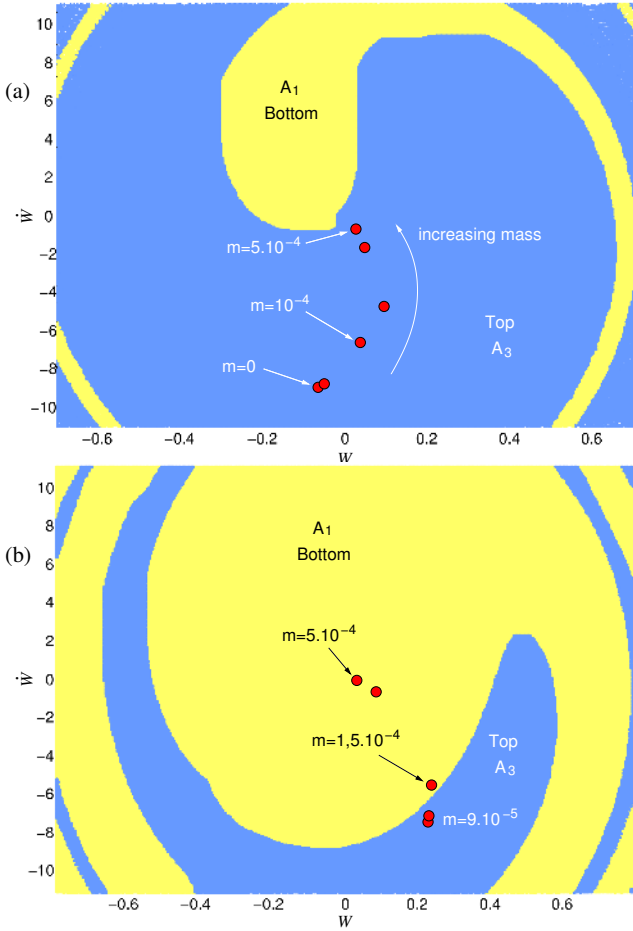 (a)
10
8
6
4
2
0
−2
−4
−6
−8
−10
Ẇ
A₁
Bottom
m=5.10⁻⁴
increasing mass
m=10⁻⁴
Top
A₃
m=0
−0.6 −0.4 −0.2 0 0.2 0.4 0.6
W
(b)
10
8
6
4
2
0
−2
−4
−6
−8
−10
Ẇ
A₁
Bottom
m=5.10⁻⁴
m=1,5.10⁻⁴
Top
A₃
m=9.10⁻⁵
−0.6 −0.4 −0.2 0 0.2 0.4 0.6
W